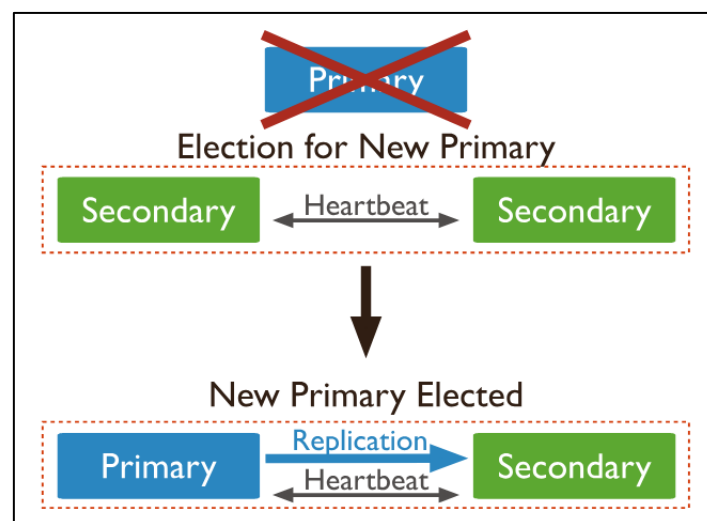 Primary
Election for New Primary
Secondary Heartbeat Secondary
New Primary Elected
Replication
Primary Secondary
Heartbeat